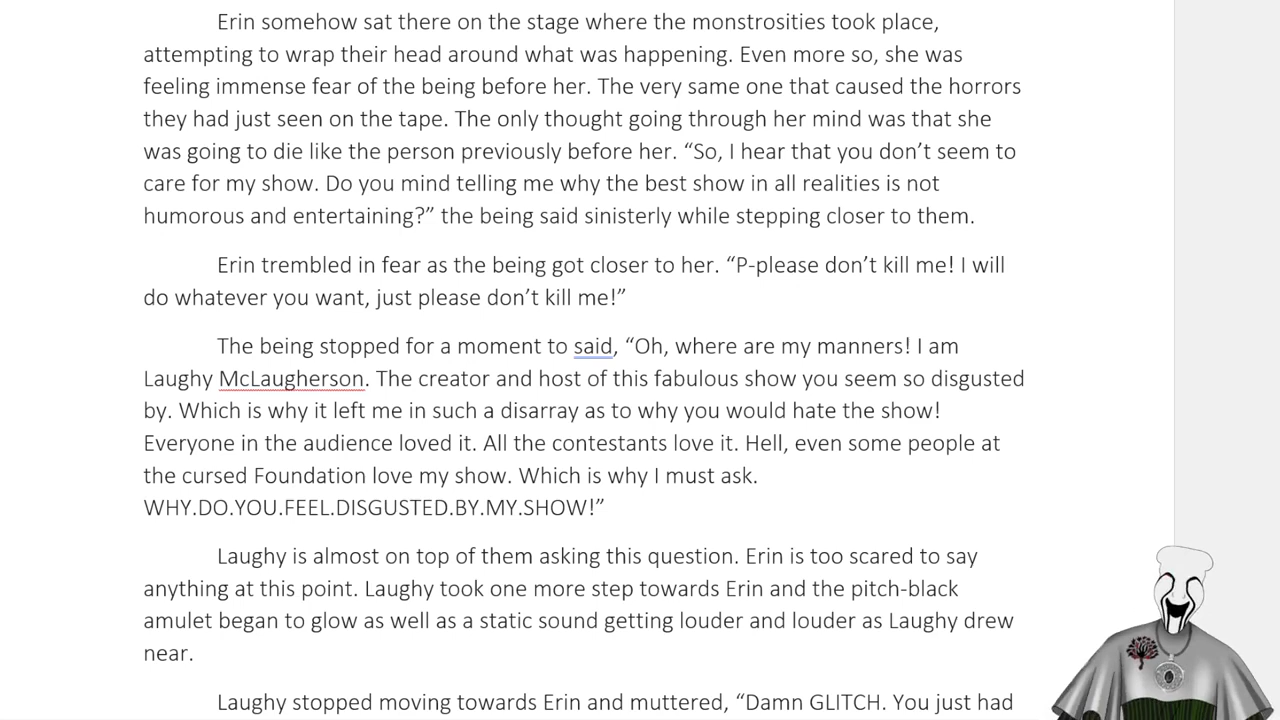 Erin somehow sat there on the stage where the monstrosities took place,
attempting to wrap their head around what was happening. Even more so, she was
feeling immense fear of the being before her. The very same one that caused the horrors
they had just seen on the tape. The only thought going through her mind was that she
was going to die like the person previously before her. “So, I hear that you don’t seem to
care for my show. Do you mind telling me why the best show in all realities is not
humorous and entertaining?” the being said sinisterly while stepping closer to them.
Erin trembled in fear as the being got closer to her. “P-please don’t kill me! I will
do whatever you want, just please don’t kill me!”
The being stopped for a moment to said, “Oh, where are my manners! I am
Laughy McLaugherson. The creator and host of this fabulous show you seem so disgusted
by. Which is why it left me in such a disarray as to why you would hate the show!
Everyone in the audience loved it. All the contestants love it. Hell, even some people at
the cursed Foundation love my show. Which is why I must ask.
WHY.DO.YOU.FEEL.DISGUSTED.BY.MY.SHOW!”
Laughy is almost on top of them asking this question. Erin is too scared to say
anything at this point. Laughy took one more step towards Erin and the pitch-black
amulet began to glow as well as a static sound getting louder and louder as Laughy drew
near.
Laughy stopped moving towards Erin and muttered, “Damn GLITCH. You just had